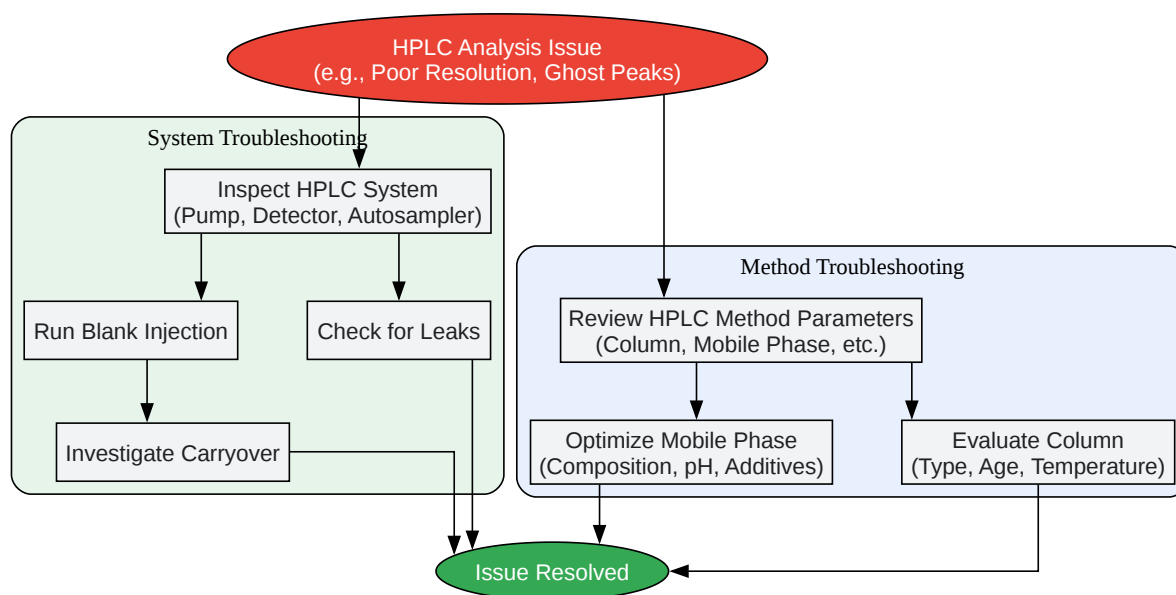 HPLC Analysis Issue
(e.g., Poor Resolution, Ghost Peaks)
System Troubleshooting
Inspect HPLC System
(Pump, Detector, Autosampler)
Run Blank Injection
Check for Leaks
Investigate Carryover
Method Troubleshooting
Review HPLC Method Parameters
(Column, Mobile Phase, etc.)
Optimize Mobile Phase
(Composition, pH, Additives)
Evaluate Column
(Type, Age, Temperature)
Issue Resolved